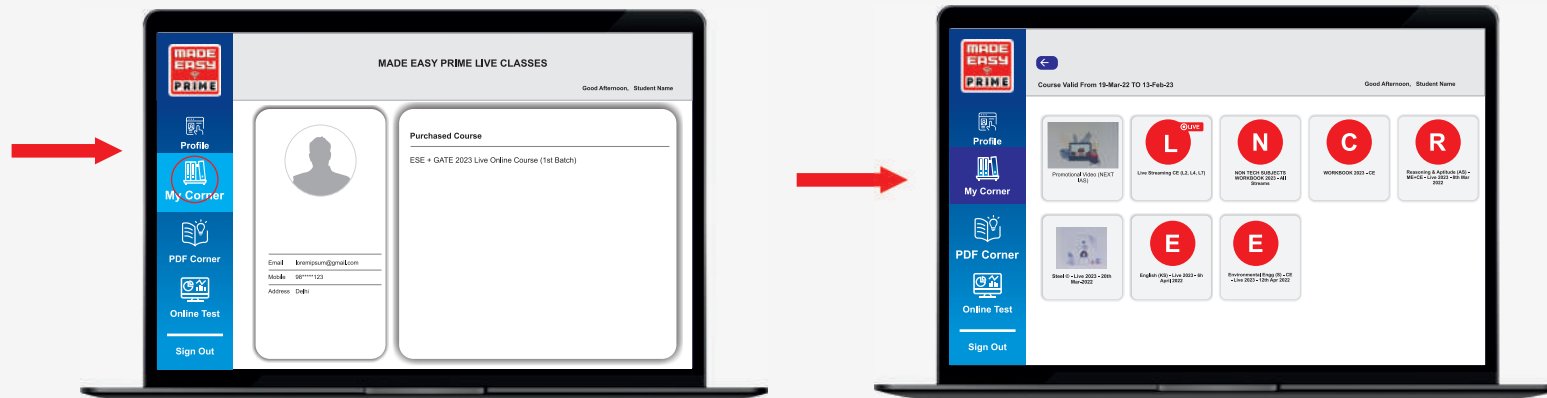 MADE
EASY
PRIME
MADE EASY PRIME LIVE CLASSES
Good Afternoon, Student Name
Profile
My Corner
PDF Corner
Online Test
Sign Out
Email loremipsum@gmail.com
Mobile 98*****123
Address Delhi
Purchased Course
ESE + GATE 2023 Live Online Course (1st Batch)
MADE
EASY
PRIME
Course Valid From 19-Mar-22 TO 13-Feb-23
Good Afternoon, Student Name
Profile
My Corner
PDF Corner
Online Test
Sign Out
Promotional Video (NEXT
IAS)
L
LIVE
Live Streaming CE (L2, L4, L7)
N
NON TECH SUBJECTS
WORKBOOK 2023 - All
Streams
C
WORKBOOK 2023 - CE
R
Reasoning & Aptitude (AS) -
ME+CE - Live 2023 - 8th Mar
2022
Steel © - Live 2023 - 20th
Mar-2022
E
English (KS) - Live 2023 - 6h
April 2022
E
Environmental Engg (S) - CE
- Live 2023 - 12th Apr 2022